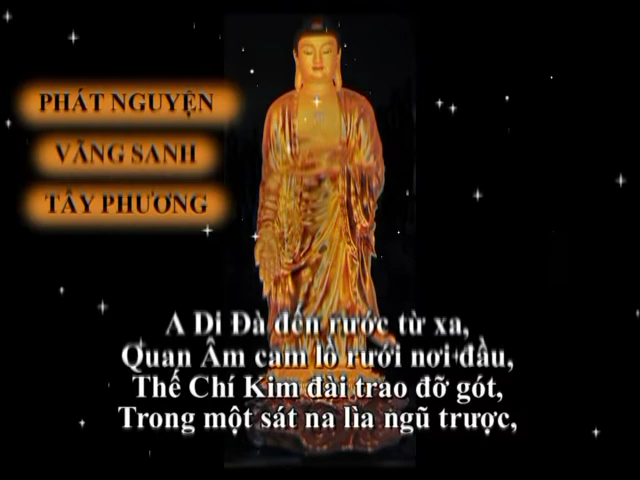 PHÁT NGUYỆN
VÃNG SANH
TÂY PHƯƠNG
A Di Đà đến rước từ xa,
Quan Âm cam lồ rưới nơi đầu,
Thế Chí Kim đài trao đỡ gót,
Trong một sát na lìa ngũ trược,